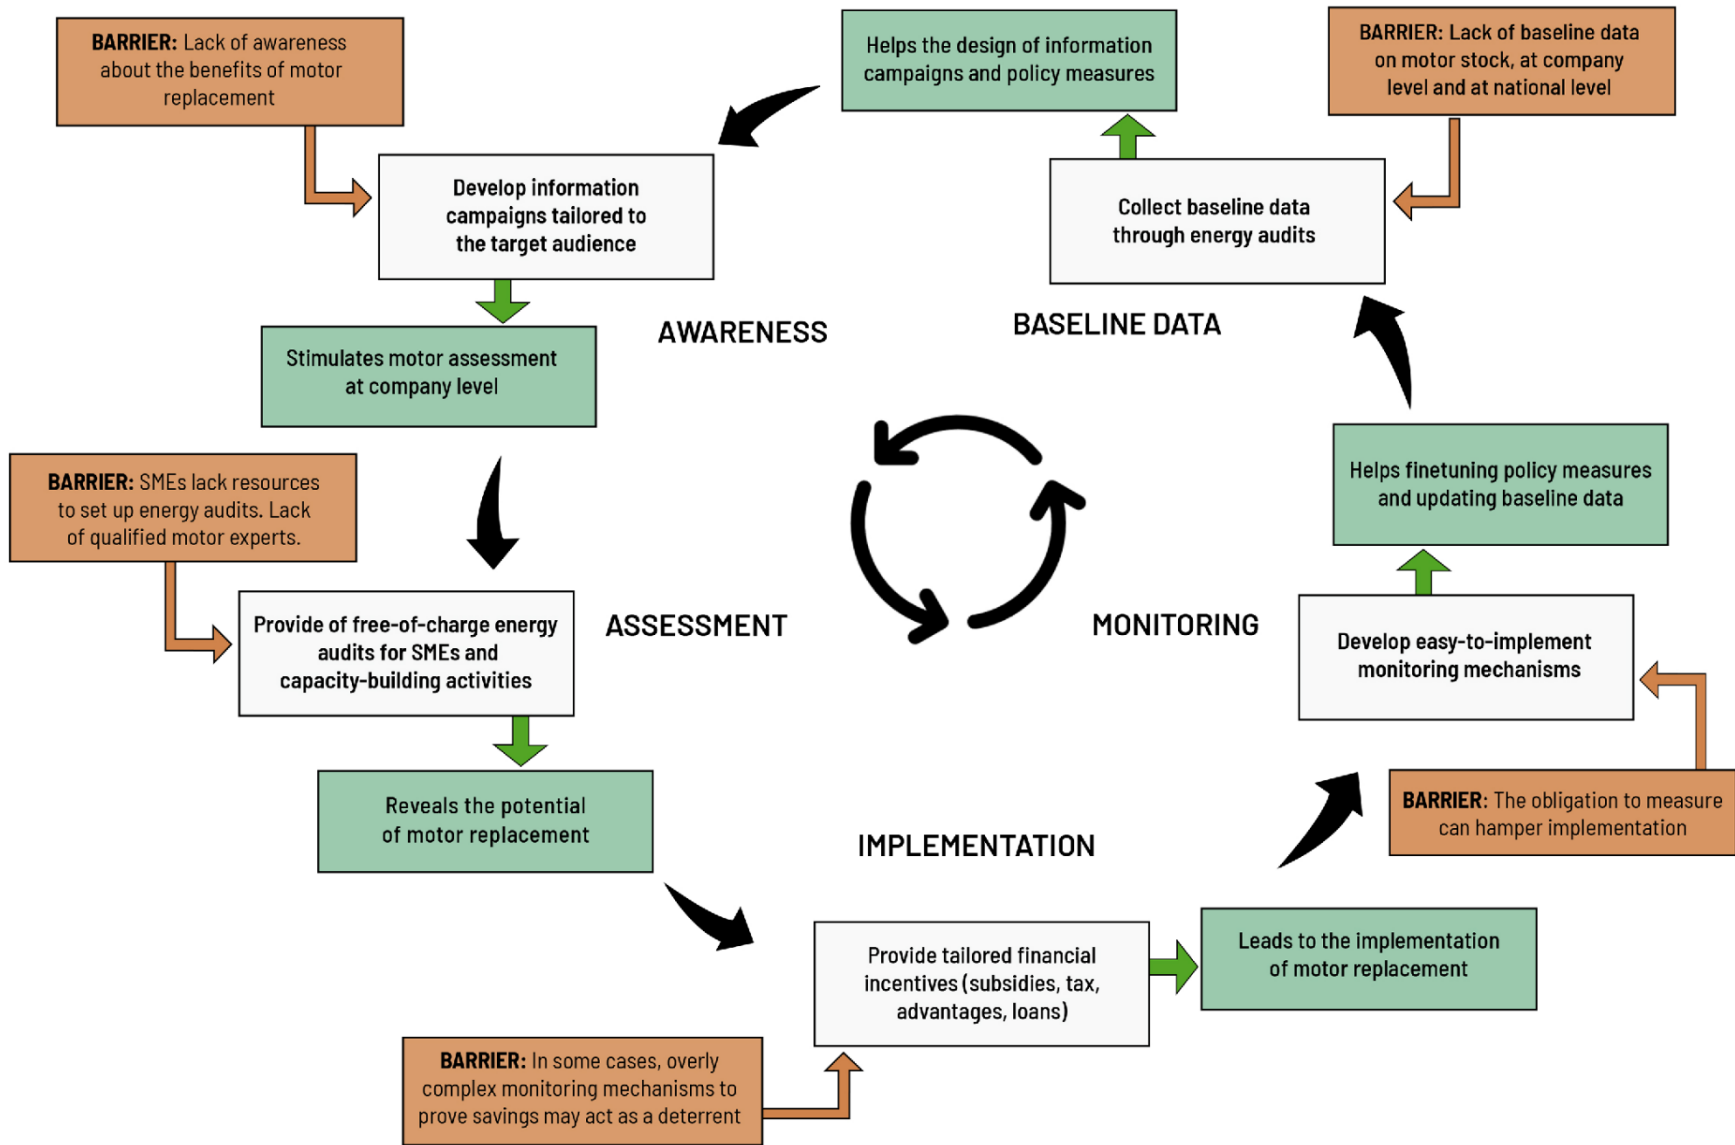 BARRIER: Lack of awareness
about the benefits of motor
replacement
Helps the design of information
campaigns and policy measures
BARRIER: Lack of baseline data
on motor stock, at company
level and at national level
Develop information
campaigns tailored to
the target audience
Collect baseline data
through energy audits
AWARENESS
BASELINE DATA
Stimulates motor assessment
at company level
BARRIER: SMEs lack resources
to set up energy audits. Lack
of qualified motor experts.
Helps finetuning policy measures
and updating baseline data
Provide of free-of-charge energy
audits for SMEs and
capacity-building activities
ASSESSMENT
MONITORING
Develop easy-to-implement
monitoring mechanisms
Reveals the potential
of motor replacement
BARRIER: The obligation to measure
can hamper implementation
IMPLEMENTATION
Provide tailored financial
incentives (subsidies, tax,
advantages, loans)
Leads to the implementation
of motor replacement
BARRIER: In some cases, overly
complex monitoring mechanisms to
prove savings may act as a deterrent